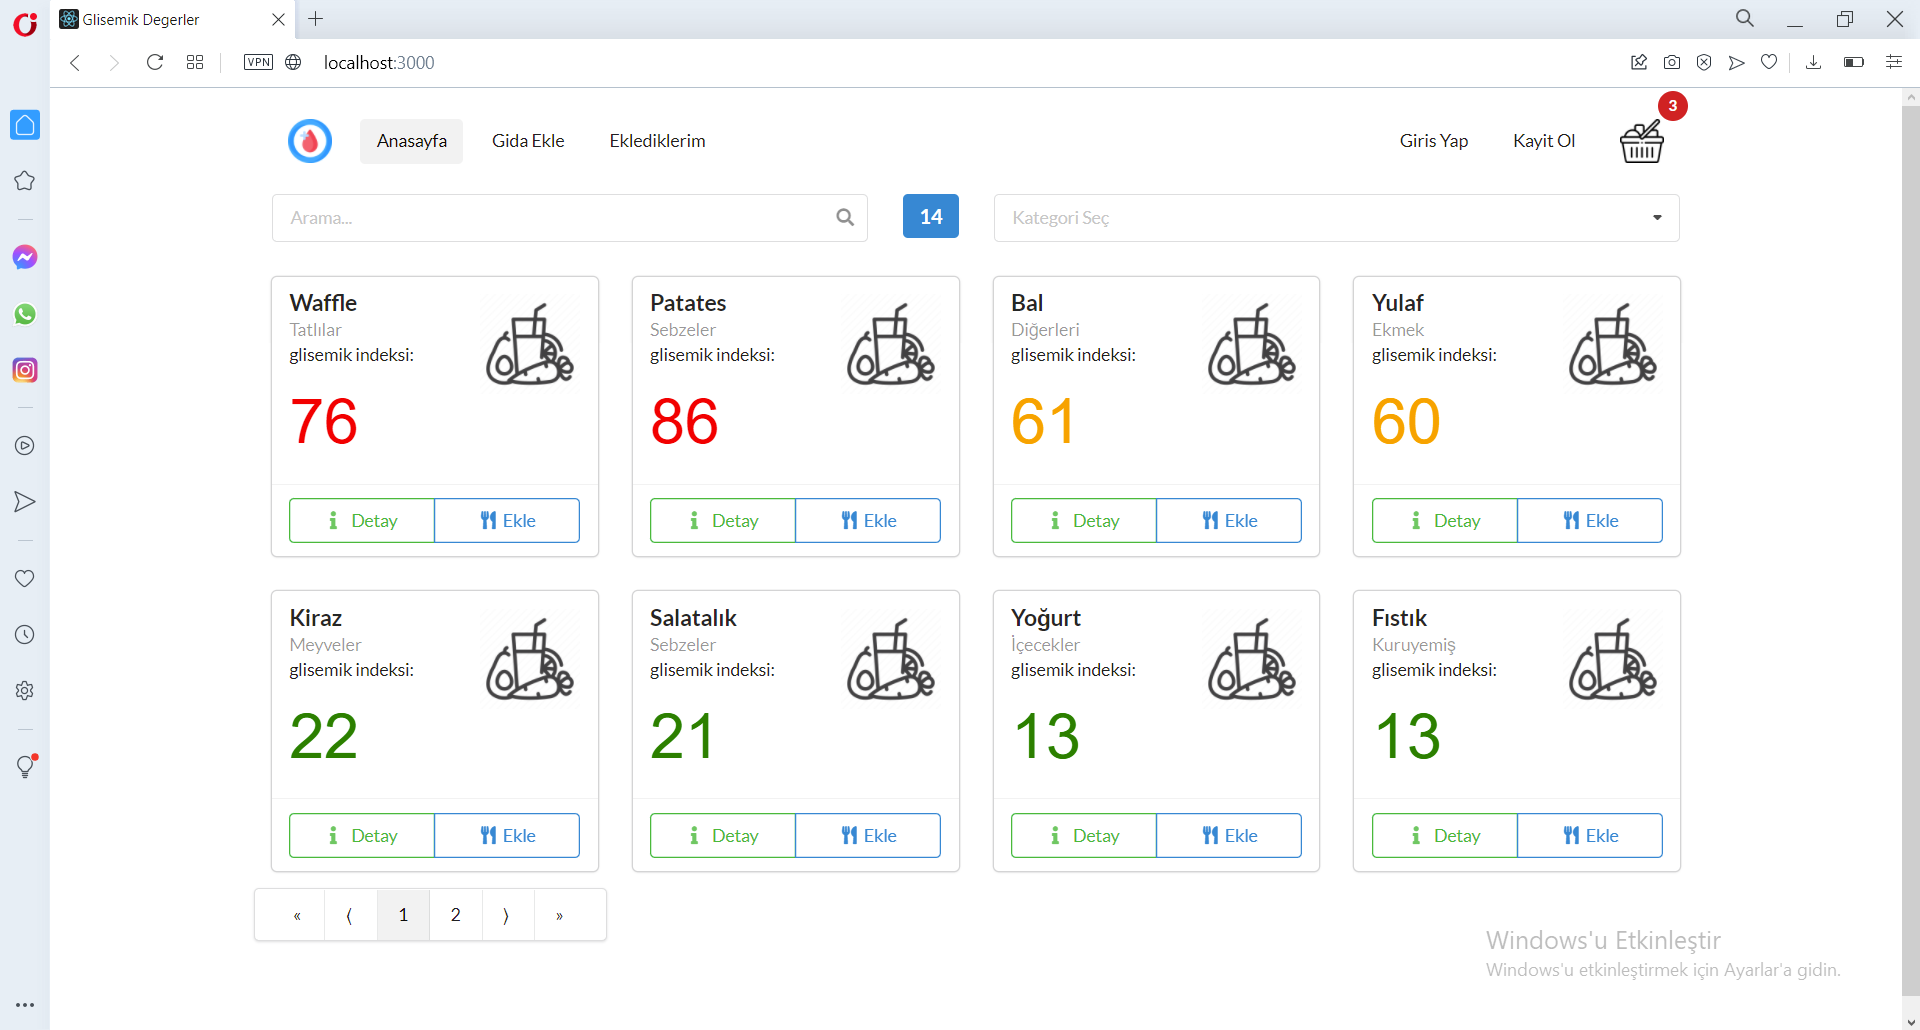 Glisemik Degerler
VPN
localhost:3000
3
Anasayfa
Gida Ekle
Eklediklerim
Giris Yap
Kayit Ol
Arama...
14
Kategori Seç
Waffle
Tatlılar
glisemik indeksi:
76
Detay
Ekle
Patates
Sebzeler
glisemik indeksi:
86
Detay
Ekle
Bal
Diğerleri
glisemik indeksi:
61
Detay
Ekle
Yulaf
Ekmek
glisemik indeksi:
60
Detay
Ekle
Kiraz
Meyveler
glisemik indeksi:
22
Detay
Ekle
Salatalık
Sebzeler
glisemik indeksi:
21
Detay
Ekle
Yoğurt
İçecekler
glisemik indeksi:
13
Detay
Ekle
Fıstık
Kuruyemiş
glisemik indeksi:
13
Detay
Ekle
« ⟨ 1 2 ⟩ »
Windows'u Etkinleştir
Windows'u etkinleştirmek için Ayarlar'a gidin.